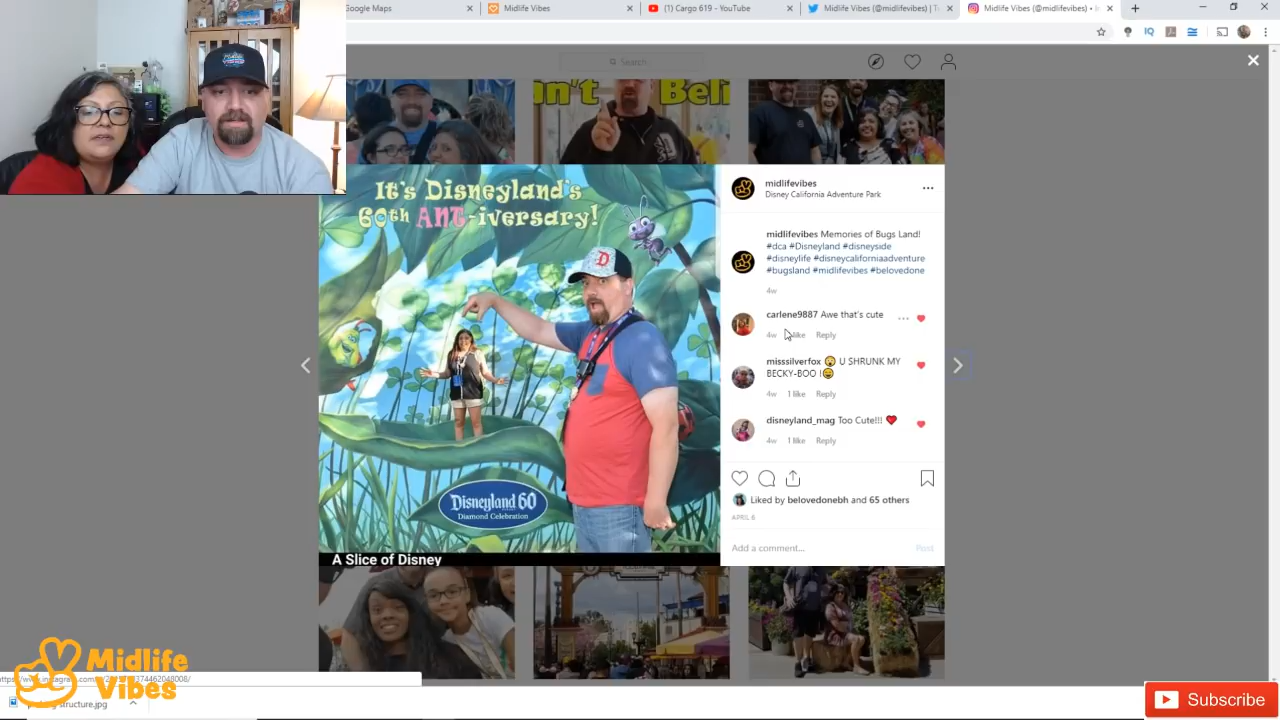 Google Maps
Midlife Vibes
(1) Cargo 619 - YouTube
Midlife Vibes (@midlifevibes) | T
Midlife Vibes (@midlifevibes) •
Search
It's Disneyland's
60th ANT-iversary!
Disneyland 60
Diamond Celebration
A Slice of Disney
midlifevibes
Disney California Adventure Park
midlifevibes Memories of Bugs Land!
#dca #Disneyland #disneyside
#disneylife #disneycaliforniaadventure
#bugsland #midlifevibes #belovedone
4w
carlene9887 Awe that's cute
4w 1 like Reply
misssilverfox 😲 U SHRUNK MY
BECKY-BOO !😄
4w 1 like Reply
disneyland_mag Too Cute!!! ❤
4w 1 like Reply
Liked by belovedonebh and 65 others
APRIL 6
Add a comment...
Post
Midlife
Vibes
structure.jpg
Subscribe